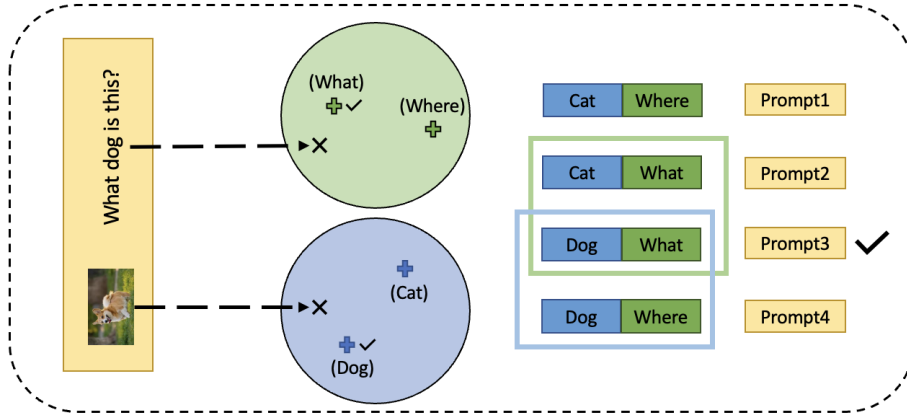 What dog is this?
(What)
(Where)
(Cat)
(Dog)
Cat Where Prompt1
Cat What Prompt2
Dog What Prompt3
Dog Where Prompt4